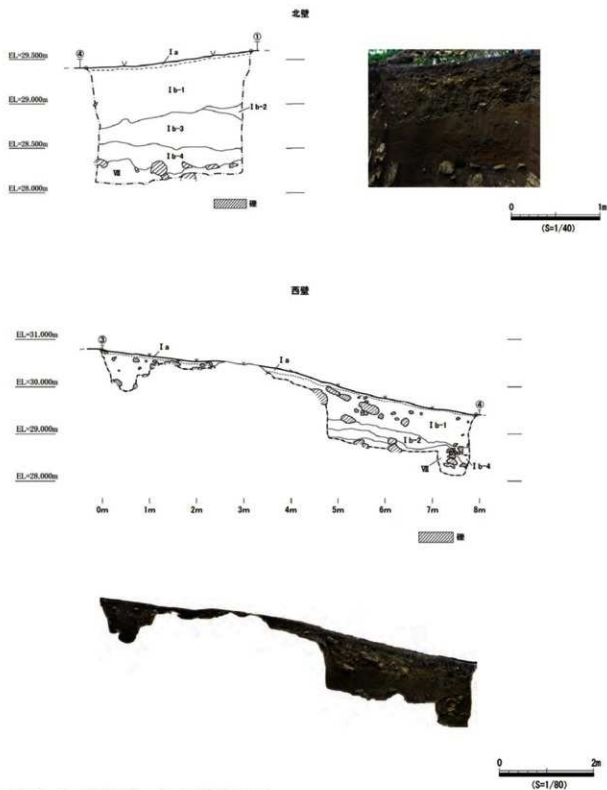 北壁
④ ①
EL=29.500m
Ⅰa
Ⅰb-1
EL=29.000m
Ⅰb-2
Ⅰb-3
EL=28.500m
Ⅰb-4
Ⅶ
EL=28.000m
礫
0 1m
(S=1/40)
西壁
EL=31.000m
③
Ⅰa
Ⅰa
EL=30.000m
④
Ⅰb-1
EL=29.000m
Ⅰb-2
Ⅶ
Ⅰb-4
EL=28.000m
0m 1m 2m 3m 4m 5m 6m 7m 8m
礫
0 2m
(S=1/80)